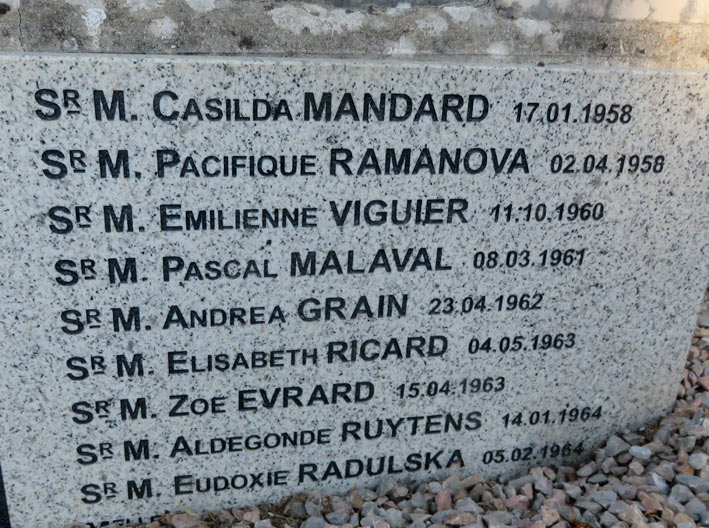 SR M. CASILDA MANDARD 17.01.1958
SR M. PACIFIQUE RAMANOVA 02.04.1958
SR M. EMILIENNE VIGUIER 11.10.1960
SR M. PASCAL MALAVAL 08.03.1961
SR M. ANDREA GRAIN 23.04.1962
SR M. ELISABETH RICARD 04.05.1963
SR M. ZOE EVRARD 15.04.1963
SR M. ALDEGONDE RUYTENS 14.01.1964
SR M. EUDOXIE RADULSKA 05.02.1964